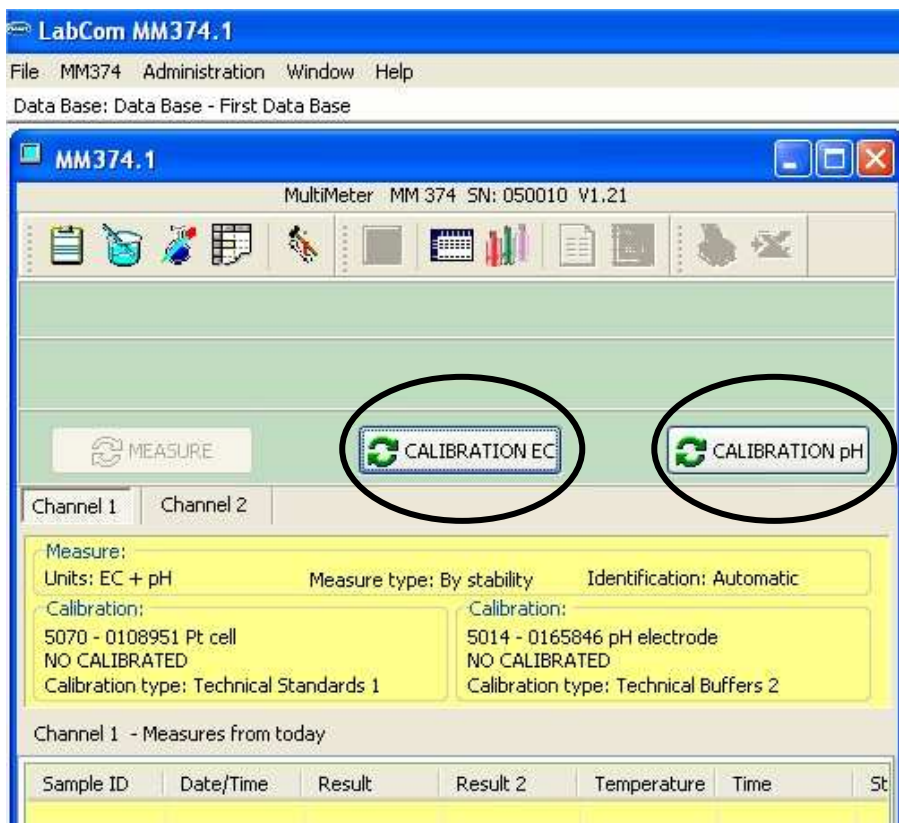 LabCom MM374.1
File MM374 Administration Window Help
Data Base: Data Base - First Data Base
MM374.1
MultiMeter MM 374 SN: 050010 V1.21
MEASURE CALIBRATION EC CALIBRATION pH
Channel 1 Channel 2
Measure:
Units: EC + pH Measure type: By stability Identification: Automatic
Calibration:
5070 - 0108951 Pt cell
NO CALIBRATED
Calibration type: Technical Standards 1
Calibration:
5014 - 0165846 pH electrode
NO CALIBRATED
Calibration type: Technical Buffers 2
Channel 1 - Measures from today
Sample ID Date/Time Result Result 2 Temperature Time St